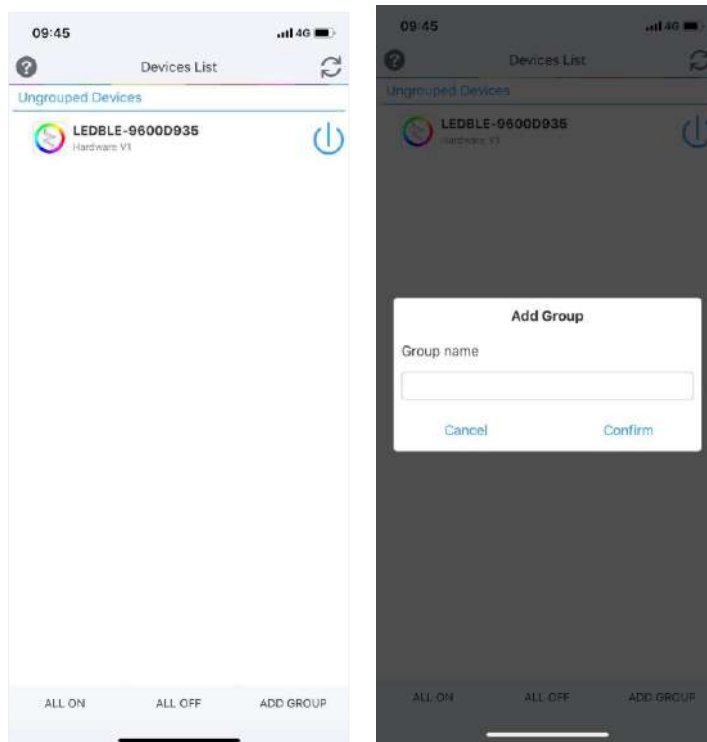 09:45
4G
Devices List
Ungrouped Devices
LEDBLE-9600D935
Hardware V1
ALL ON
ALL OFF
ADD GROUP
09:45
4G
Devices List
Ungrouped Devices
LEDBLE-9600D935
Hardware V1
Add Group
Group name
Cancel
Confirm
ALL ON
ALL OFF
ADD GROUP